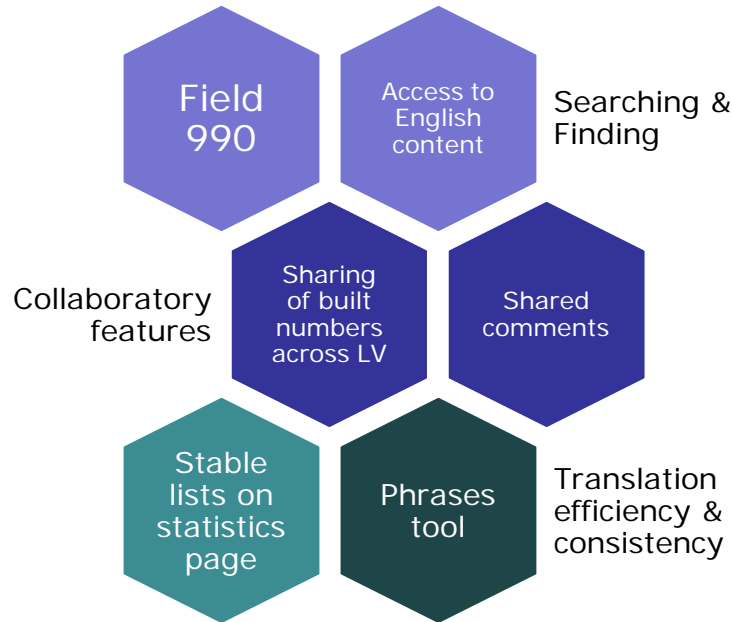 Field
990
Access to
English
content
Searching &
Finding
Collaboratory
features
Sharing
of built
numbers
across LV
Shared
comments
Stable
lists on
statistics
page
Phrases
tool
Translation
efficiency &
consistency